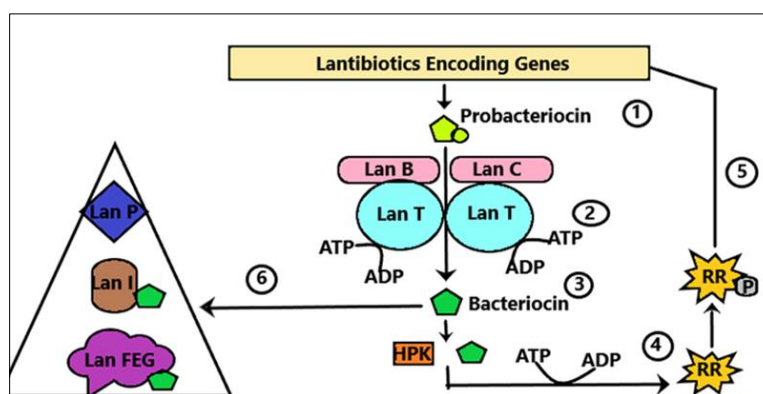 Lantibiotics Encoding Genes
Probacteriocin
1
Lan B
Lan C
Lan T
Lan T
2
ATP
ADP
ATP
ADP
3
Bacteriocin
HPK
ATP
ADP
4
RR
RR
P
5
6
Lan P
Lan I
Lan FEG